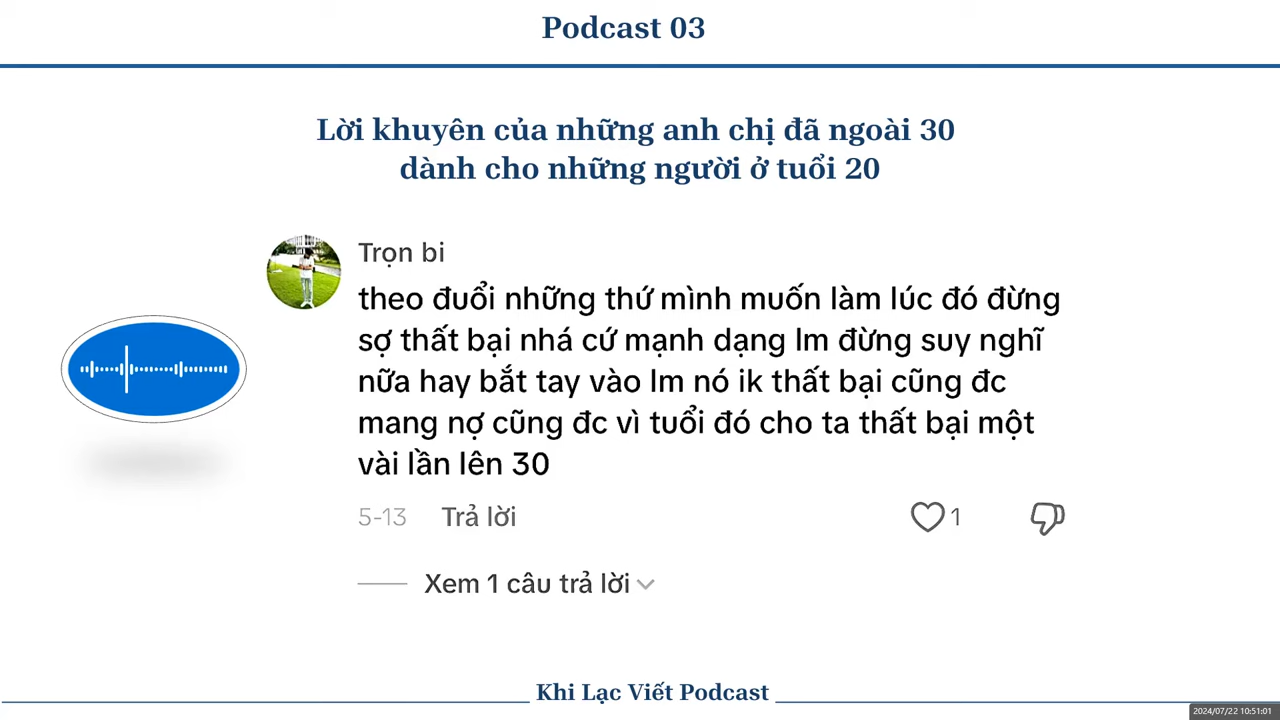 Podcast 03
Lời khuyên của những anh chị đã ngoài 30
dành cho những người ở tuổi 20
Trọn bi
theo đuổi những thứ mình muốn làm lúc đó đừng
sợ thất bại nhá cứ mạnh dạng lm đừng suy nghĩ
nữa hay bắt tay vào lm nó ik thất bại cũng đc
mang nợ cũng đc vì tuổi đó cho ta thất bại một
vài lần lên 30
5-13 Trả lời 1
Xem 1 câu trả lời
Khi Lạc Viết Podcast
2024/07/22 10:51:01